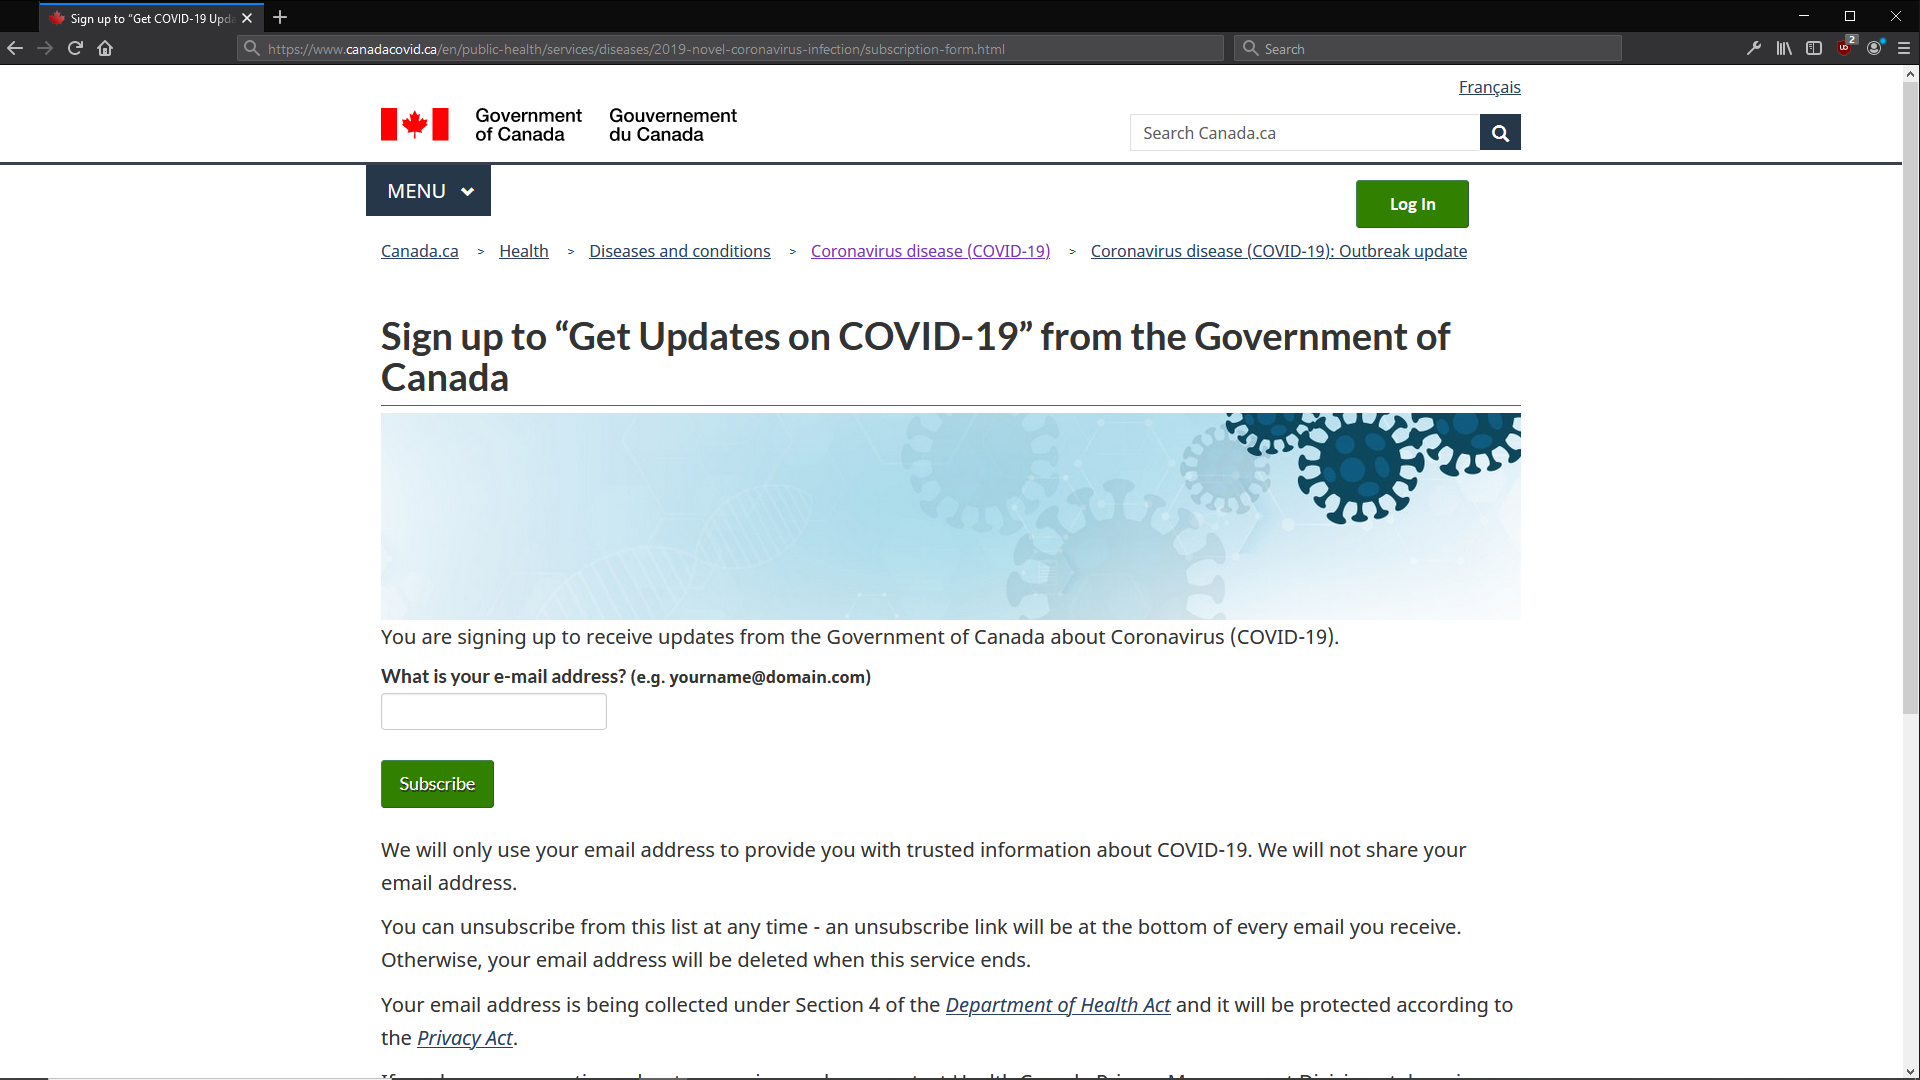 Sign up to “Get COVID-19 Upda
https://www.canadacovid.ca/en/public-health/services/diseases/2019-novel-coronavirus-infection/subscription-form.html
Search
2
Français
Government of Canada
Gouvernement du Canada
Search Canada.ca
MENU
Log In
Canada.ca > Health > Diseases and conditions > Coronavirus disease (COVID-19) > Coronavirus disease (COVID-19): Outbreak update
Sign up to “Get Updates on COVID-19” from the Government of
Canada
You are signing up to receive updates from the Government of Canada about Coronavirus (COVID-19).
What is your e-mail address? (e.g. yourname@domain.com)
Subscribe
We will only use your email address to provide you with trusted information about COVID-19. We will not share your
email address.
You can unsubscribe from this list at any time - an unsubscribe link will be at the bottom of every email you receive.
Otherwise, your email address will be deleted when this service ends.
Your email address is being collected under Section 4 of the Department of Health Act and it will be protected according to
the Privacy Act.